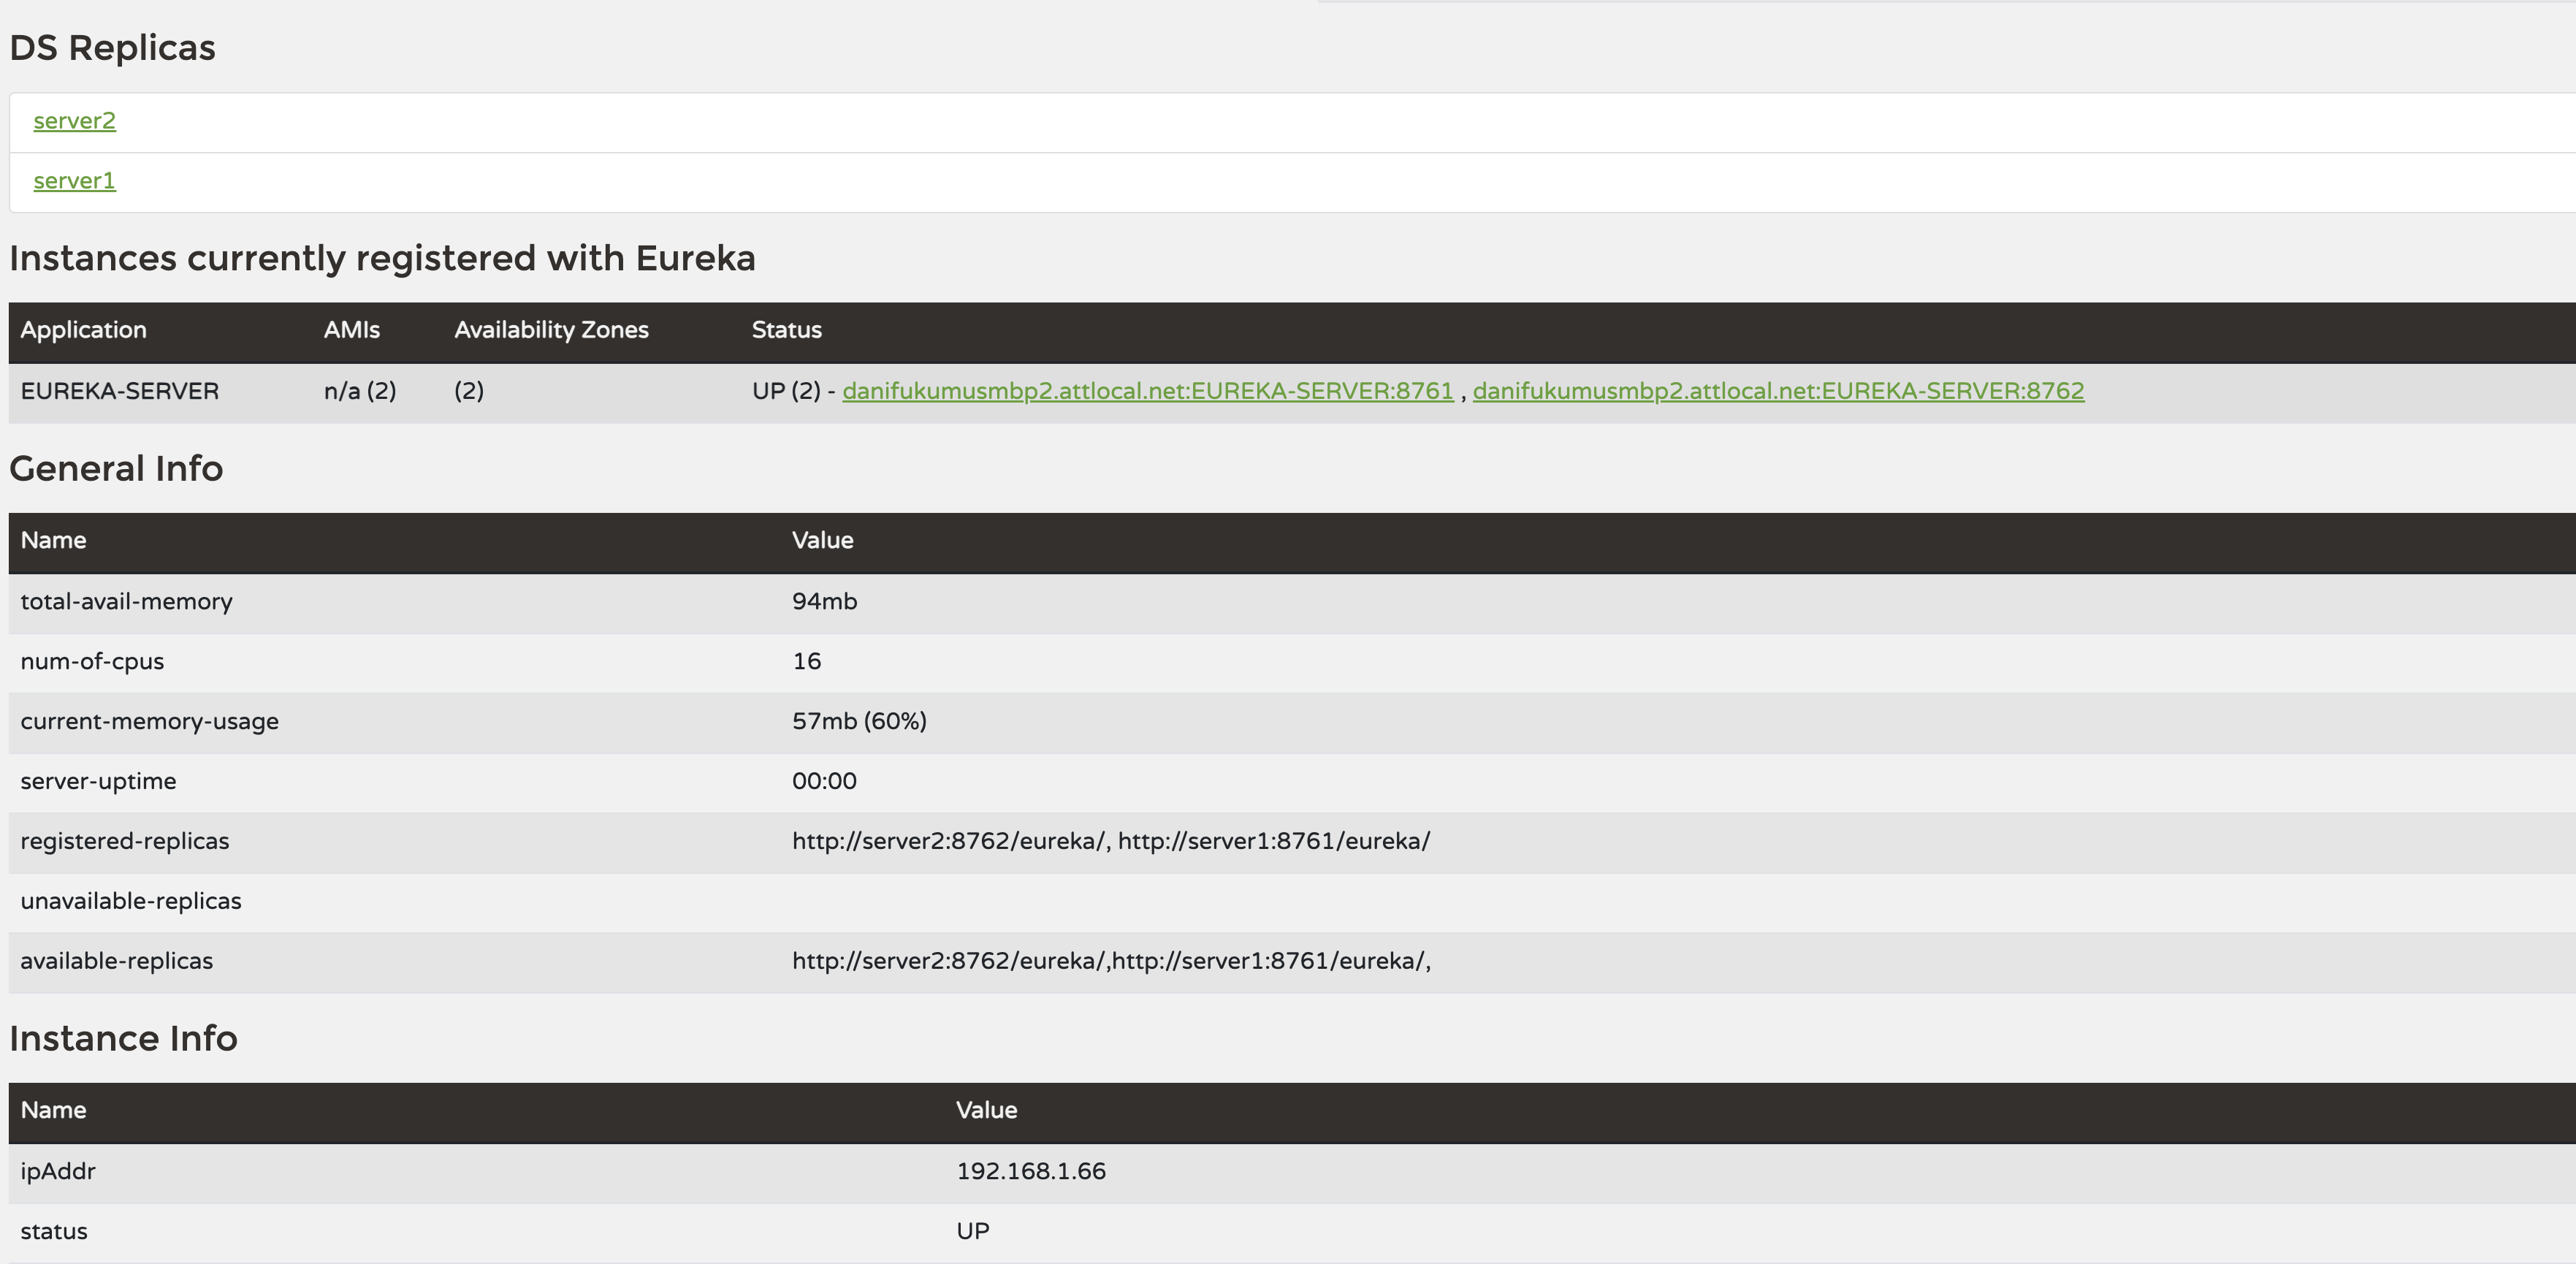 DS Replicas
server2
server1
Instances currently registered with Eureka
Application AMIs Availability Zones Status
EUREKA-SERVER n/a (2) (2) UP (2) - danifukumusmbp2.attlocal.net:EUREKA-SERVER:8761 , danifukumusmbp2.attlocal.net:EUREKA-SERVER:8762
General Info
Name Value
total-avail-memory 94mb
num-of-cpus 16
current-memory-usage 57mb (60%)
server-uptime 00:00
registered-replicas http://server2:8762/eureka/, http://server1:8761/eureka/
unavailable-replicas
available-replicas http://server2:8762/eureka/,http://server1:8761/eureka/,
Instance Info
Name Value
ipAddr 192.168.1.66
status UP